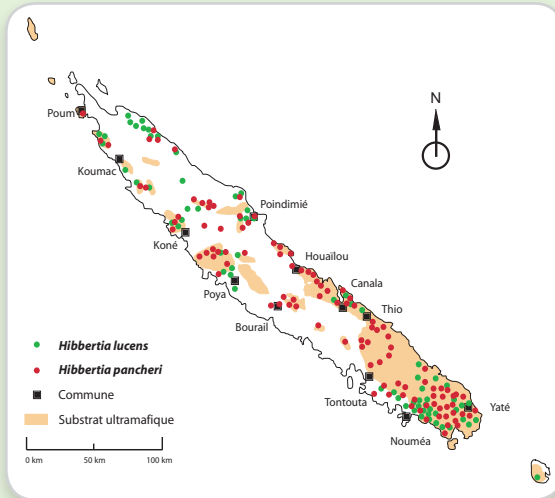 N
Poum
Koumac
Poindimié
Koné
Houaïlou
Canala
Poya
Thio
Bourail
Hibbertia lucens
Hibbertia pancheri
Commune
Substrat ultramafique
Tontouta
Yaté
Nouméa
0 km 50 km 100 km